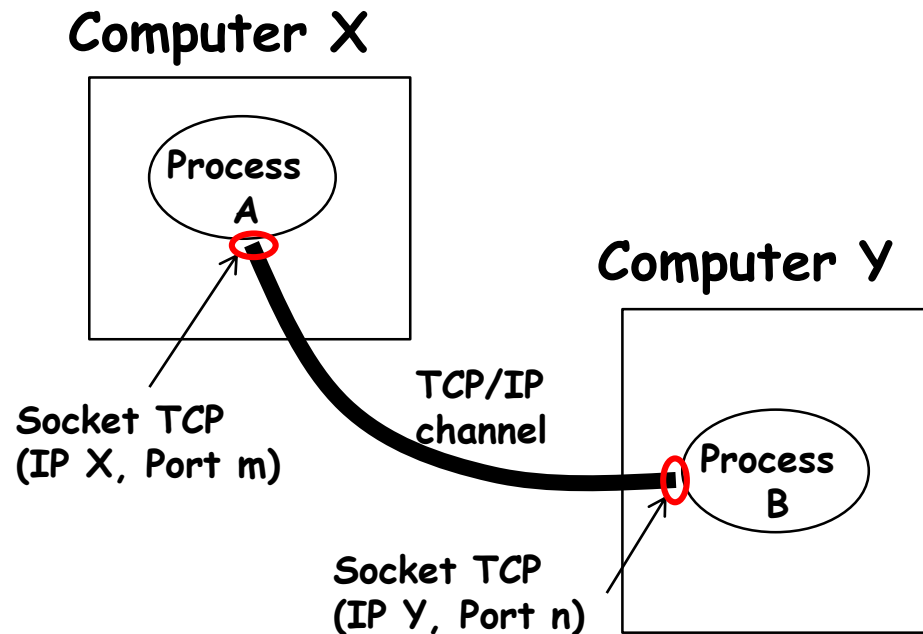 Computer X
Process
A
Computer Y
TCP/IP
channel
Socket TCP
(IP X, Port m)
Process
B
Socket TCP
(IP Y, Port n)